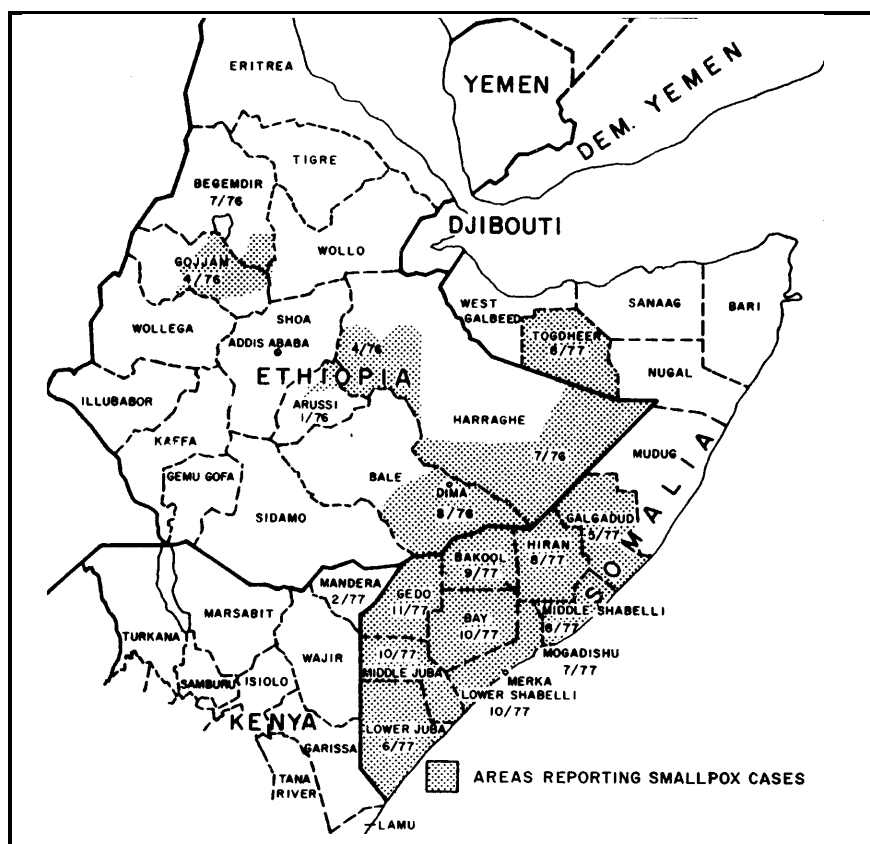 ERITREA
YEMEN
DEM. YEMEN
TIGRE
BEGEMDIR
7/76
DJIBOUTI
WOLLO
GOJJAM
4/76
WEST
GALBEED
SANAAG
BARI
WOLLEGA
SHOA
ADDIS ABABA
4/76
TOGDHEER
8/77
NUGAL
ETHIOPIA
ILLUBABOR
ARUSSI
1/76
HARRAGHE
7/76
KAFFA
MUDUG
GEMU GOFA
BALE
DIMA
8/76
SIDAMO
GALGADUD
5/77
SOMALIA
HIRAN
8/77
BAKOOL
9/77
MANDERA
2/77
GEDO
11/77
MARSABIT
BAY
10/77
MIDDLE SHABELLI
8/77
TURKANA
WAJIR
10/77
MIDDLE JUBA
MOGADISHU
7/77
SAMBURU
ISIOLO
MERKA
LOWER SHABELLI
10/77
KENYA
LOWER JUBA
6/77
GARISSA
TANA
RIVER
AREAS REPORTING SMALLPOX CASES
LAMU